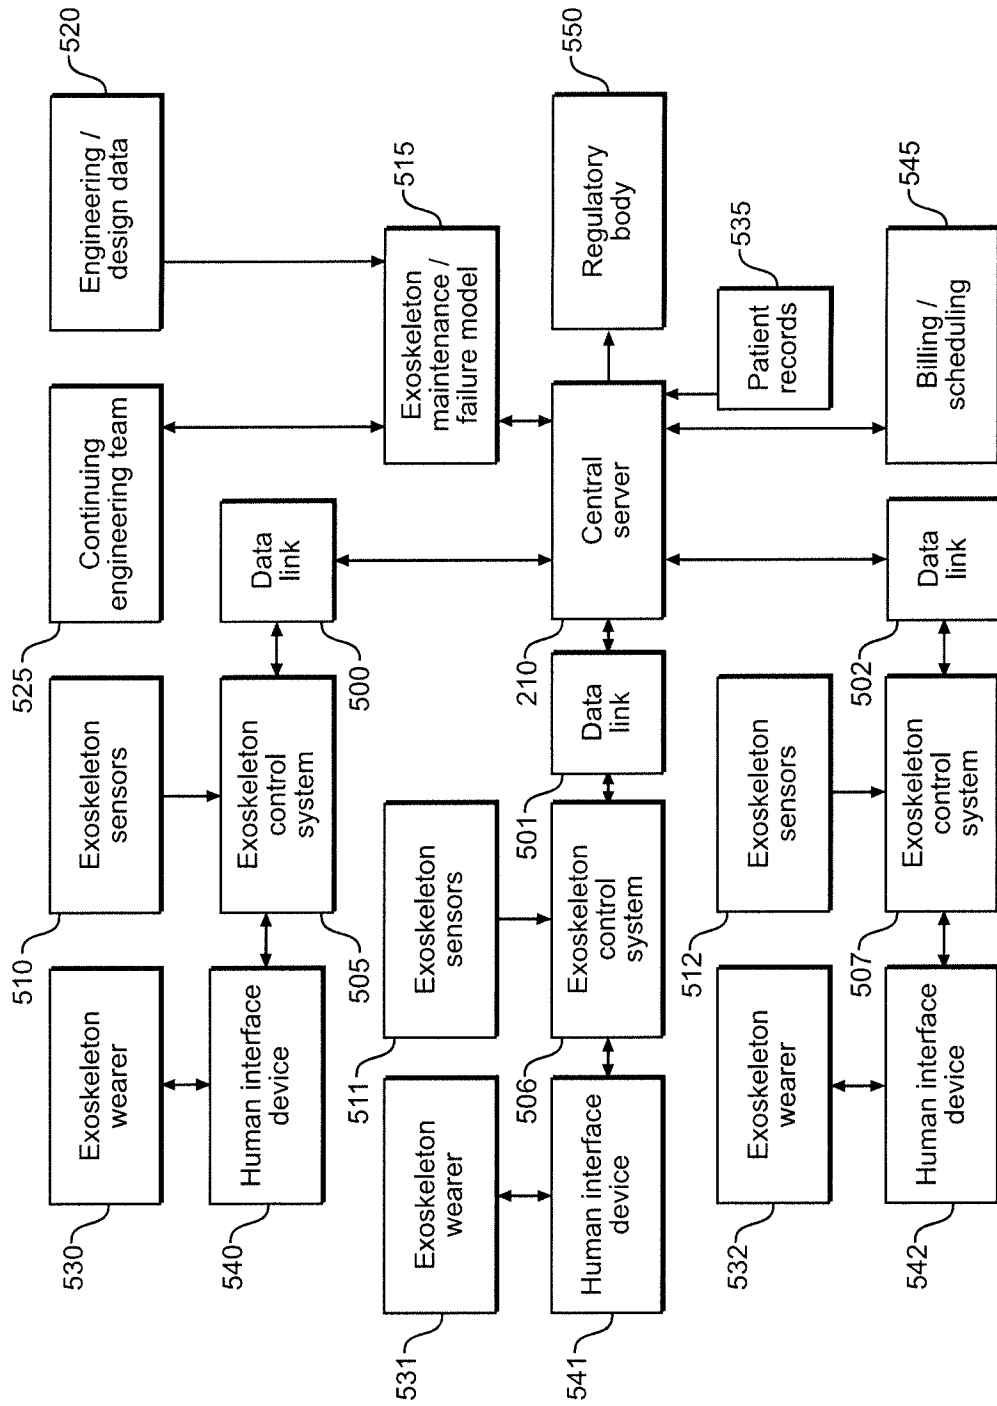 530
Exoskeleton
wearer
510
Exoskeleton
sensors
525
Continuing
engineering team
520
Engineering /
design data
540
Human interface
device
505
Exoskeleton
control
system
500
Data
link
531
Exoskeleton
wearer
511
Exoskeleton
sensors
515
Exoskeleton
maintenance /
failure model
541
Human interface
device
506
Exoskeleton
control
system
501
Data
link
210
Central
server
550
Regulatory
body
532
Exoskeleton
wearer
512
Exoskeleton
sensors
535
Patient
records
542
Human interface
device
507
Exoskeleton
control
system
502
Data
link
545
Billing /
scheduling